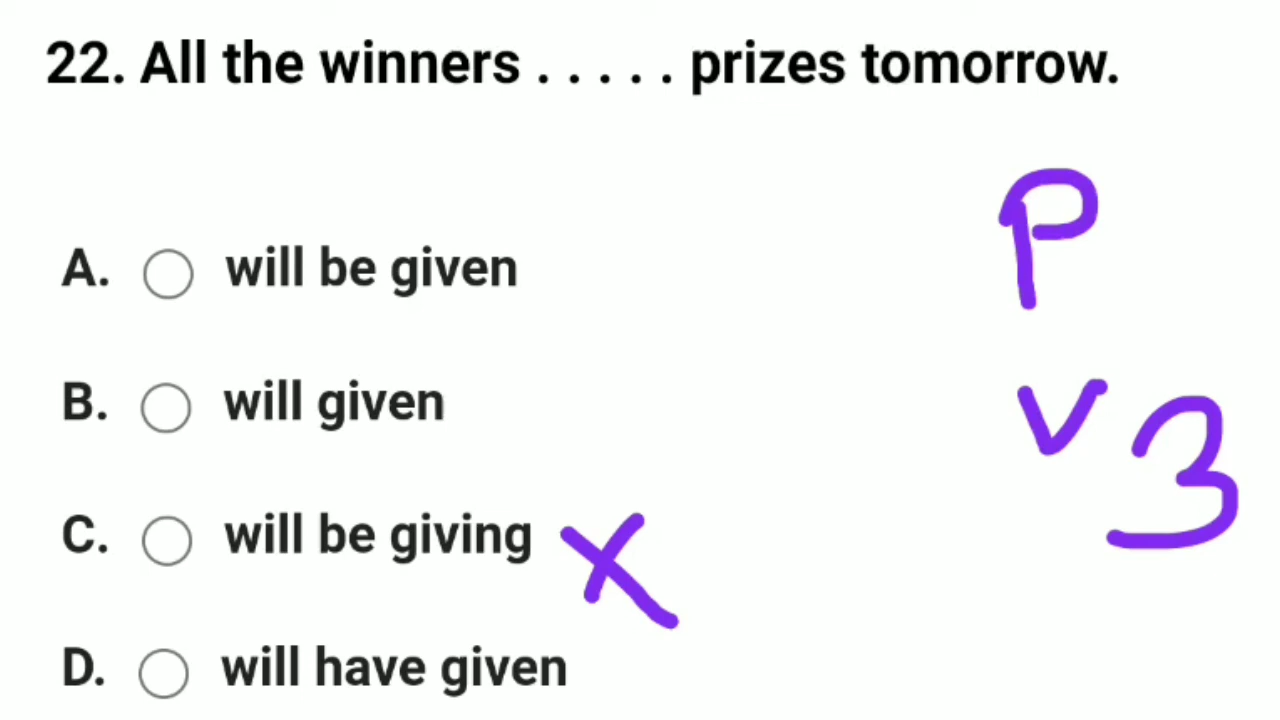 22. All the winners . . . . . prizes tomorrow.
P
A. will be given
v3
B. will given
C. will be giving X
D. will have given